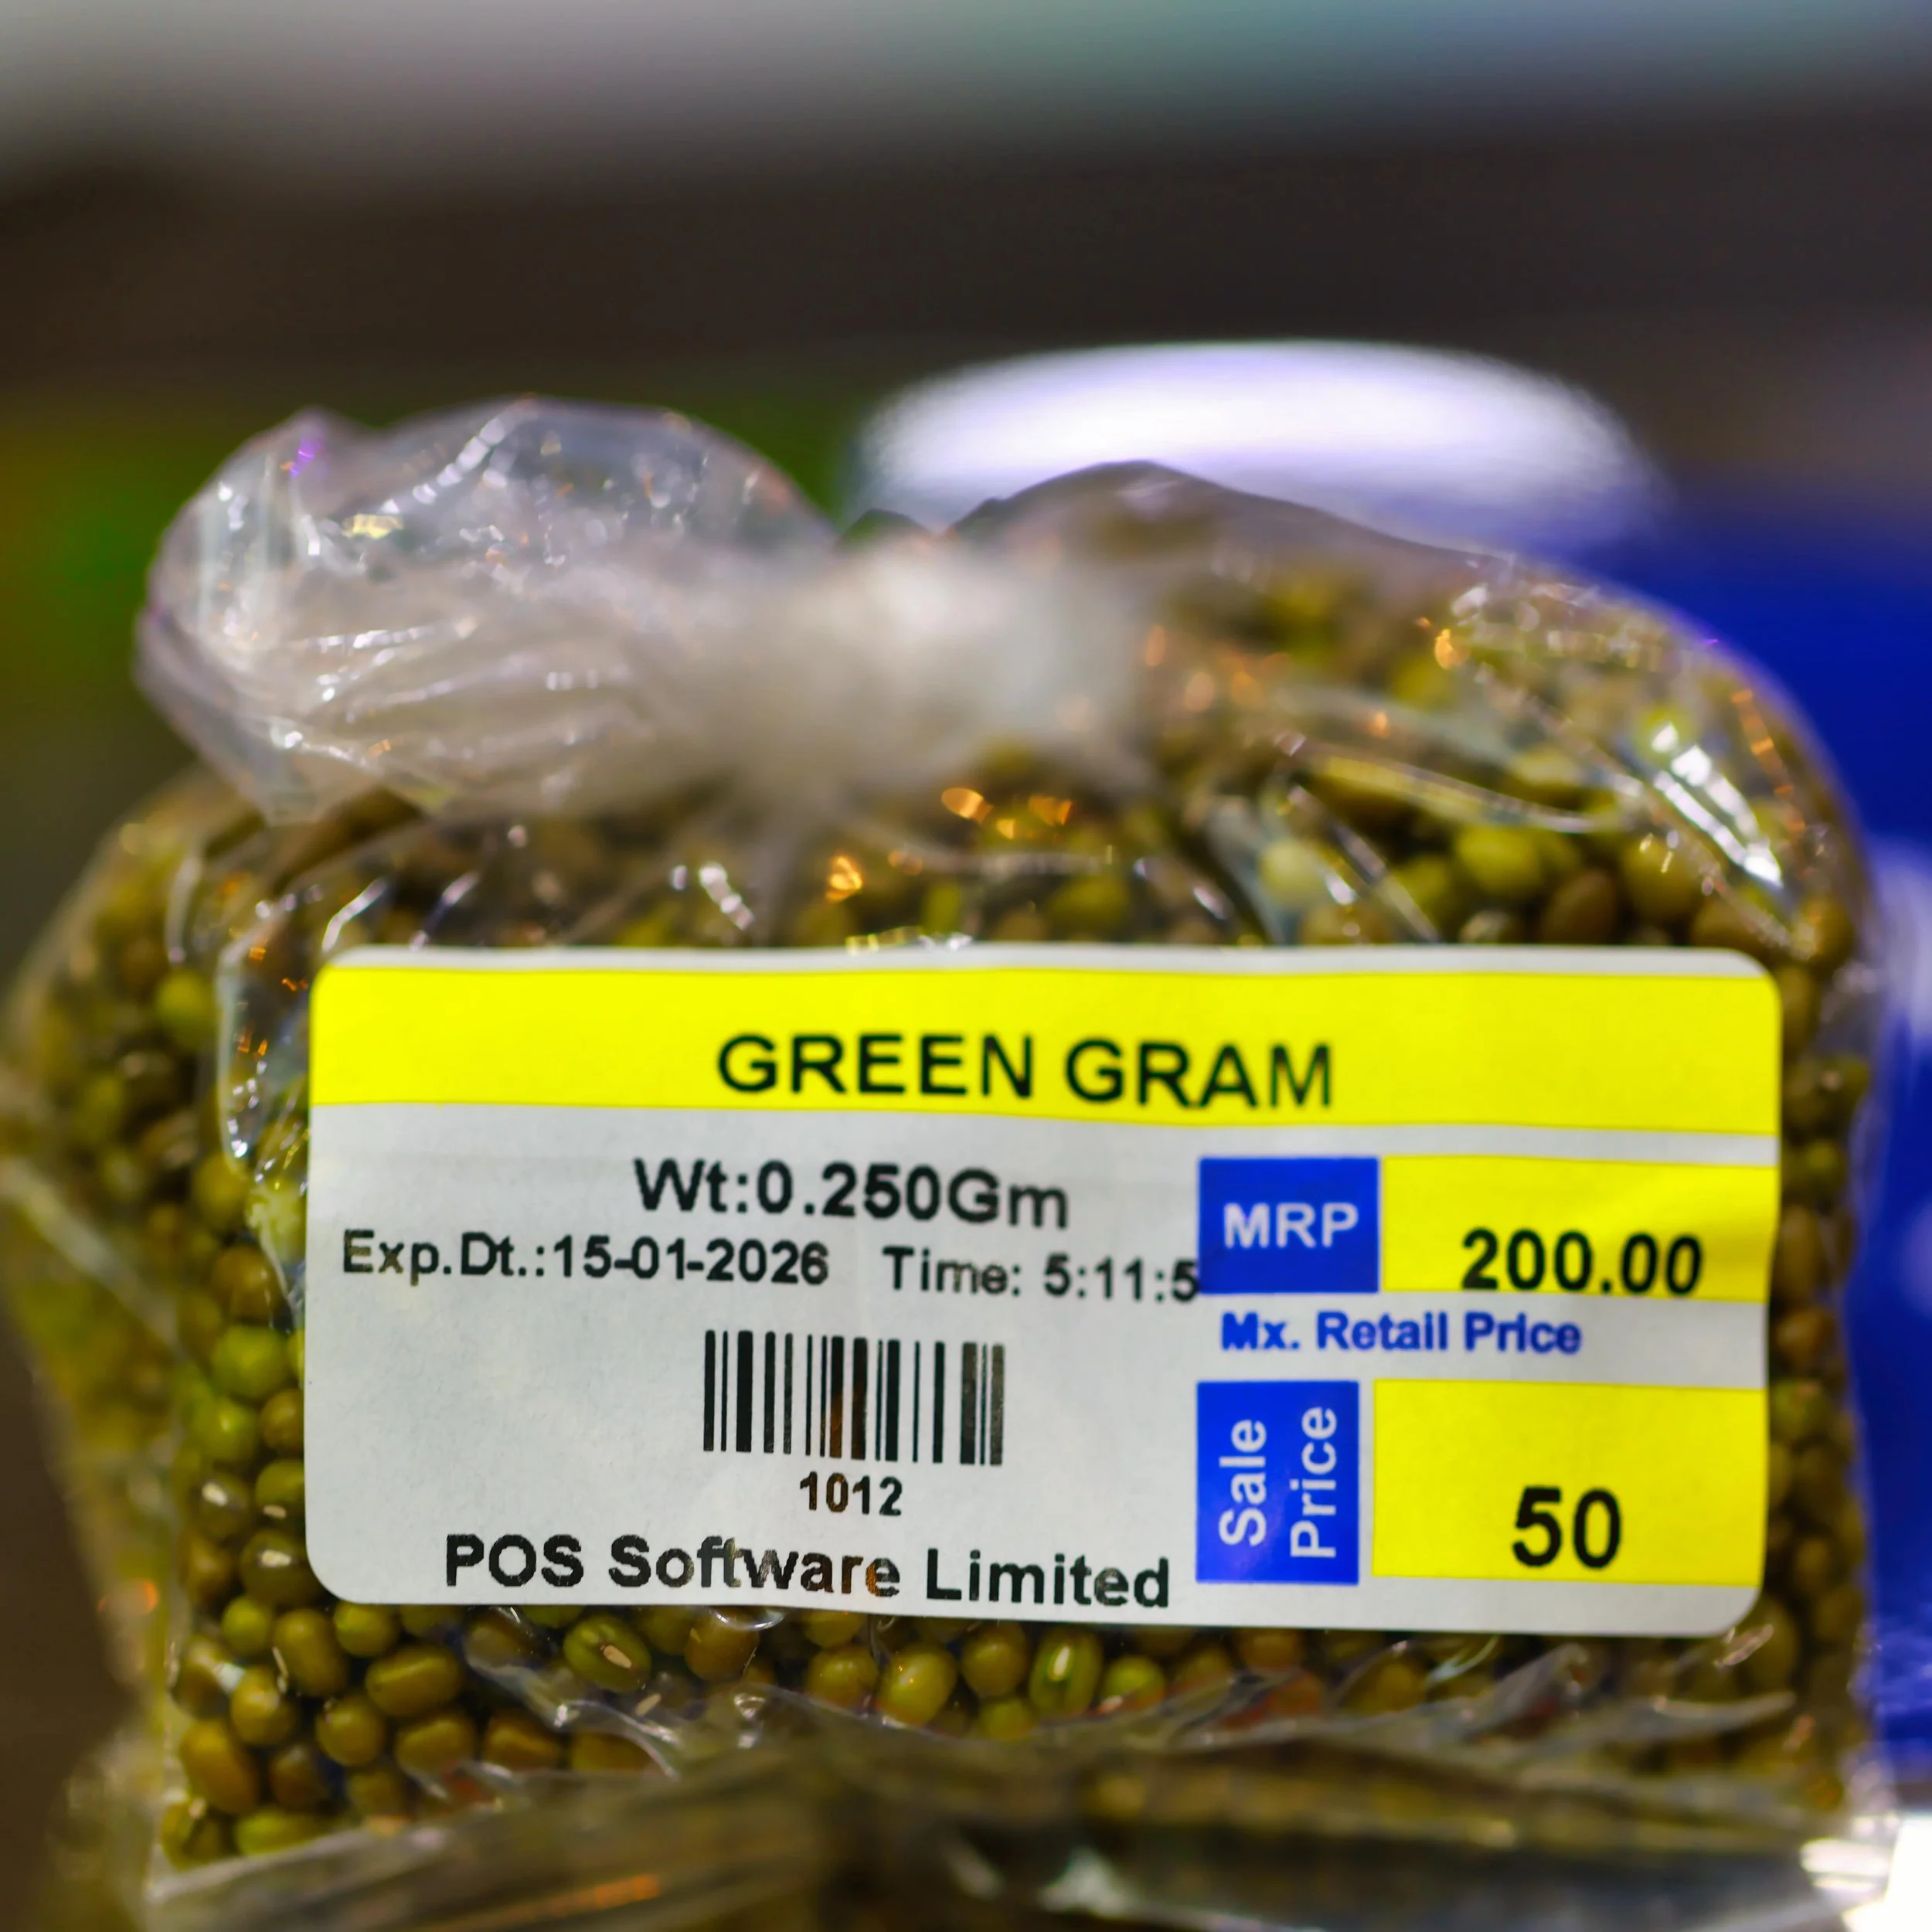 GREEN GRAM
Wt:0.250Gm
Exp.Dt.:15-01-2026 Time: 5:11:5
1012
POS Software Limited
MRP 200.00
Mx. Retail Price
Sale Price 50